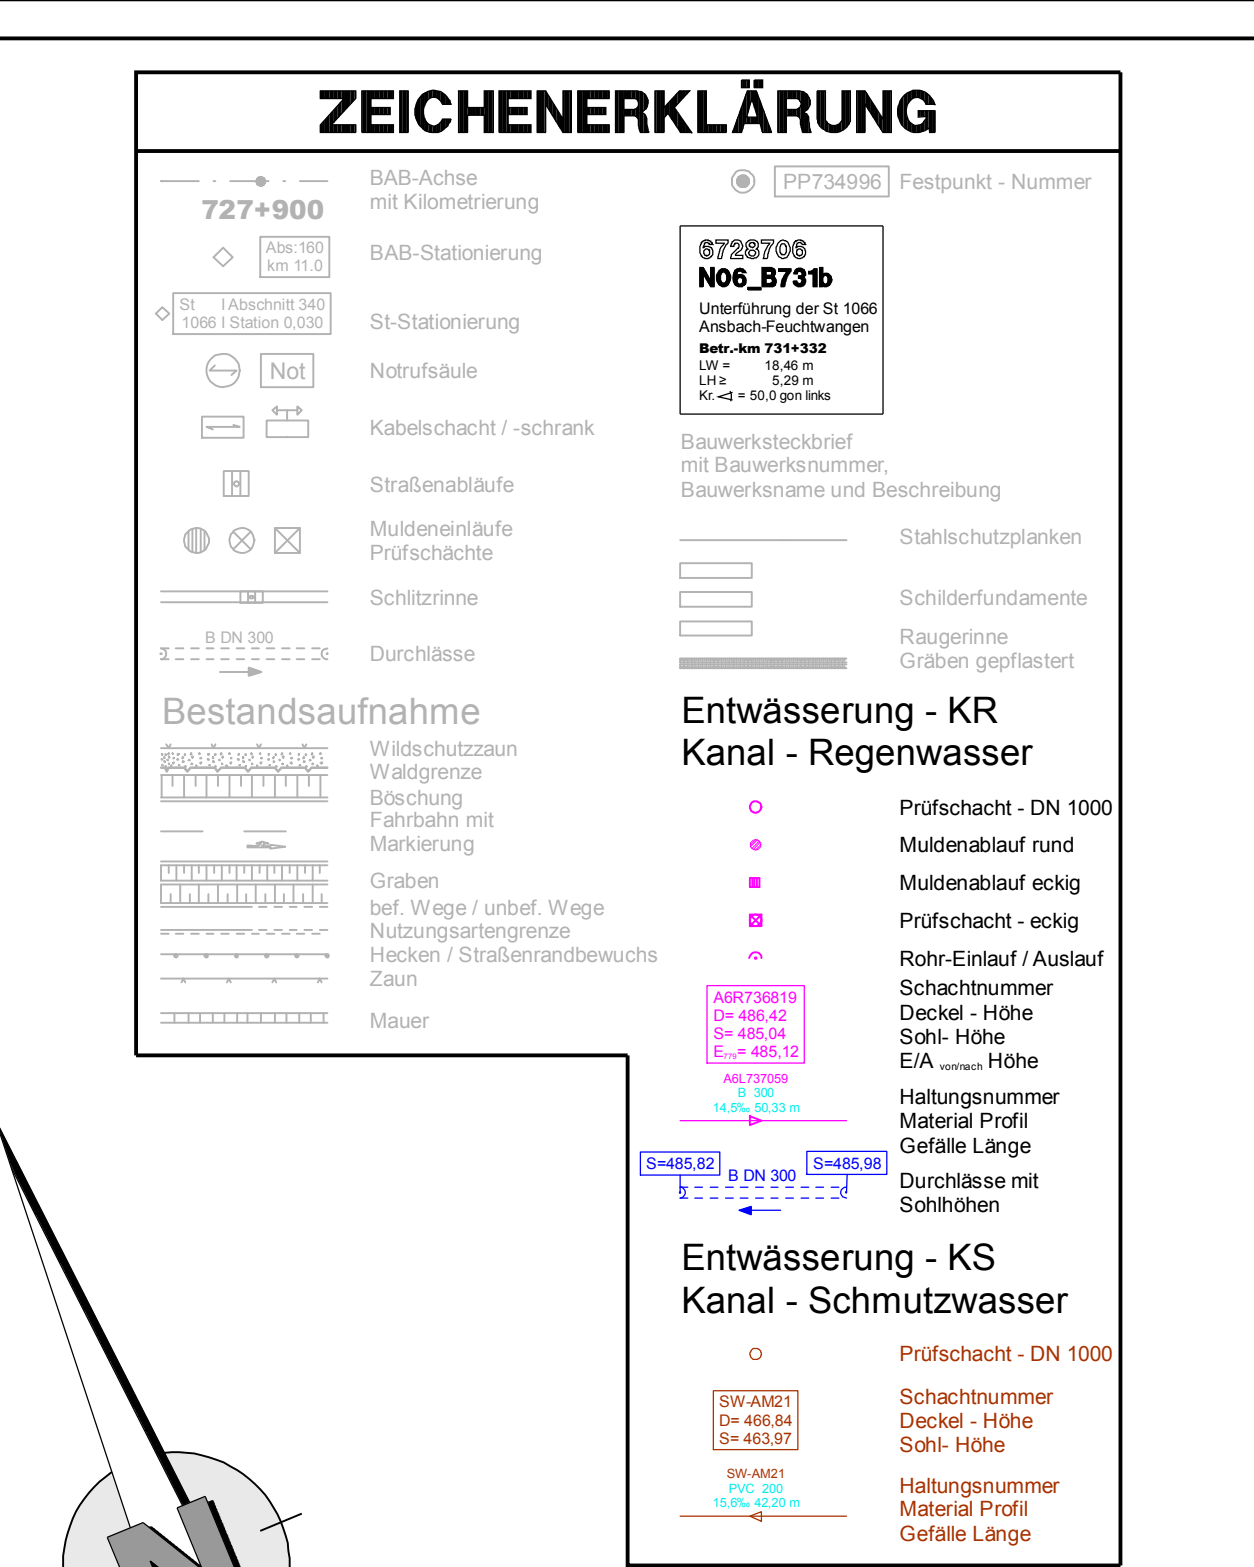 ZEICHENERKLÄRUNG
BAB-Achse
mit Kilometrierung
727+900
Abs:160
km 11.0
BAB-Stationierung
St I Abschnitt 340
1066 I Station 0,030
St-Stationierung
Not
Notrufsäule
Kabelschacht / -schrank
Straßenabläufe
Muldeneinläufe
Prüfschächte
Schlitzrinne
B DN 300
Durchlässe
Bestandsaufnahme
Wildschutzzaun
Waldgrenze
Böschung
Fahrbahn mit
Markierung
Graben
bef. Wege / unbef. Wege
Nutzungsartengrenze
Hecken / Straßenrandbewuchs
Zaun
Mauer
PP734996 Festpunkt - Nummer
6728706
N06_B731b
Unterführung der St 1066
Ansbach-Feuchtwangen
Betr.-km 731+332
LW = 18,46 m
LH ≥ 5,29 m
Kr. = 50,0 gon links
Bauwerksteckbrief
mit Bauwerksnummer,
Bauwerksname und Beschreibung
Stahlschutzplanken
Schilderfundamente
Raugerinne
Gräben gepflastert
Entwässerung - KR
Kanal - Regenwasser
Prüfschacht - DN 1000
Muldenablauf rund
Muldenablauf eckig
Prüfschacht - eckig
Rohr-Einlauf / Auslauf
A6R736819
D= 486,42
S= 485,04
E779= 485,12
Schachtnummer
Deckel - Höhe
Sohl- Höhe
E/A von/nach Höhe
A6L737059
B 300
14,5‰ 50,33 m
Haltungsnummer
Material Profil
Gefälle Länge
S=485,82
B DN 300
S=485,98
Durchlässe mit
Sohlhöhen
Entwässerung - KS
Kanal - Schmutzwasser
Prüfschacht - DN 1000
SW-AM21
D= 466,84
S= 463,97
Schachtnummer
Deckel - Höhe
Sohl- Höhe
SW-AM21
PVC 200
15,6‰ 42,20 m
Haltungsnummer
Material Profil
Gefälle Länge
N